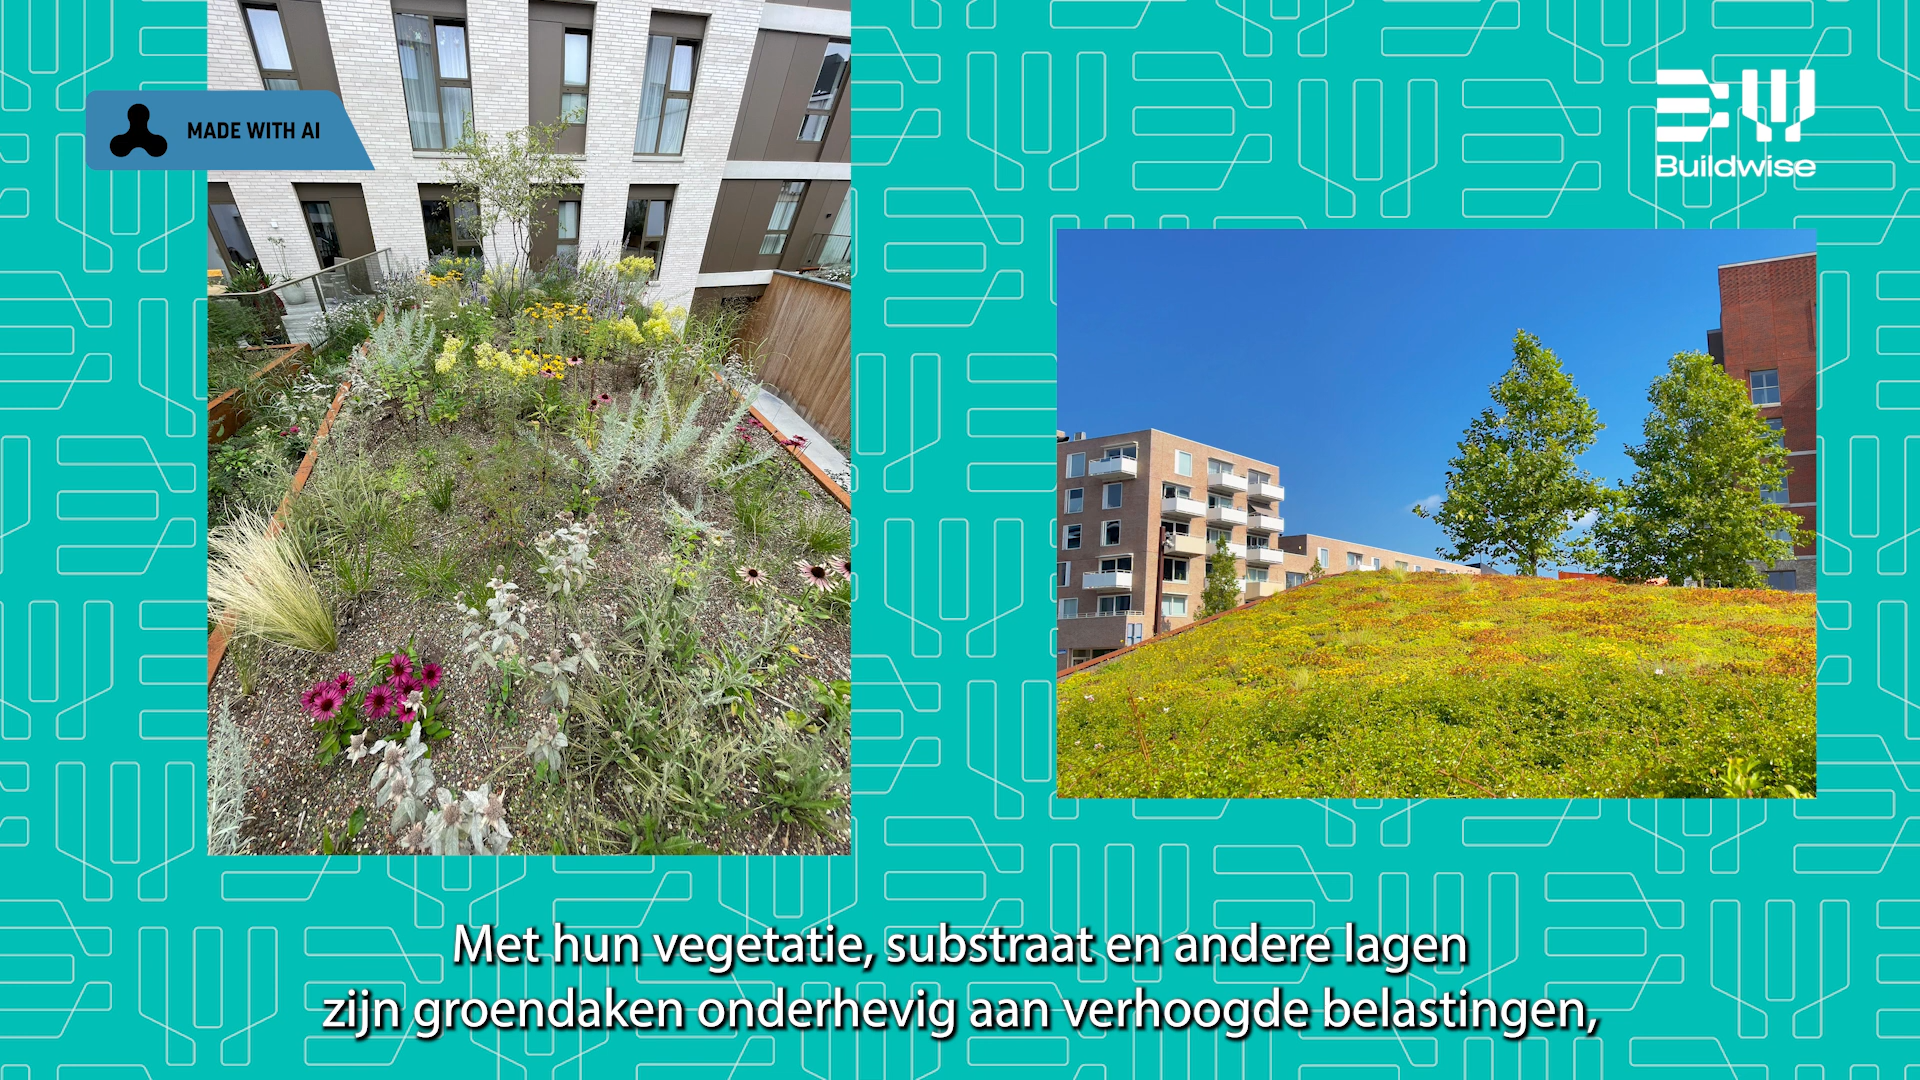 MADE WITH AI
Buildwise
Met hun vegetatie, substraat en andere lagen
zijn groendaken onderhevig aan verhoogde belastingen,